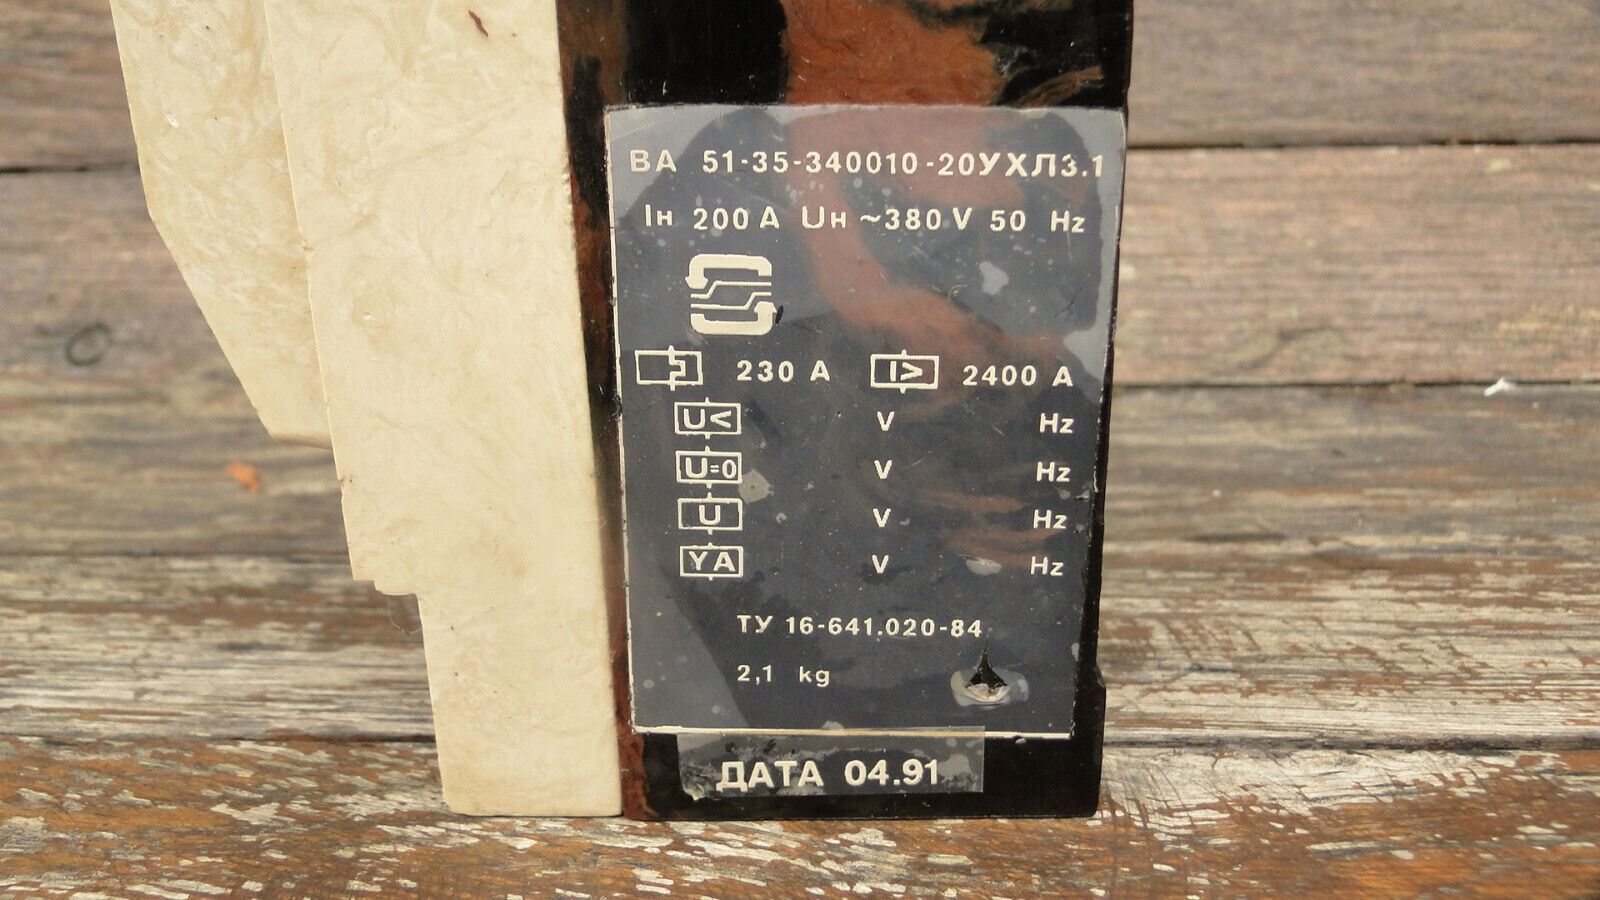 ВА 51-35-340010-20УХЛ3.1
Iн 200 A Uн ~380 V 50 Hz
230 A I> 2400 A
U< V Hz
U=0 V Hz
U V Hz
YA V Hz
ТУ 16-641.020-84
2,1 kg
ДАТА 04.91